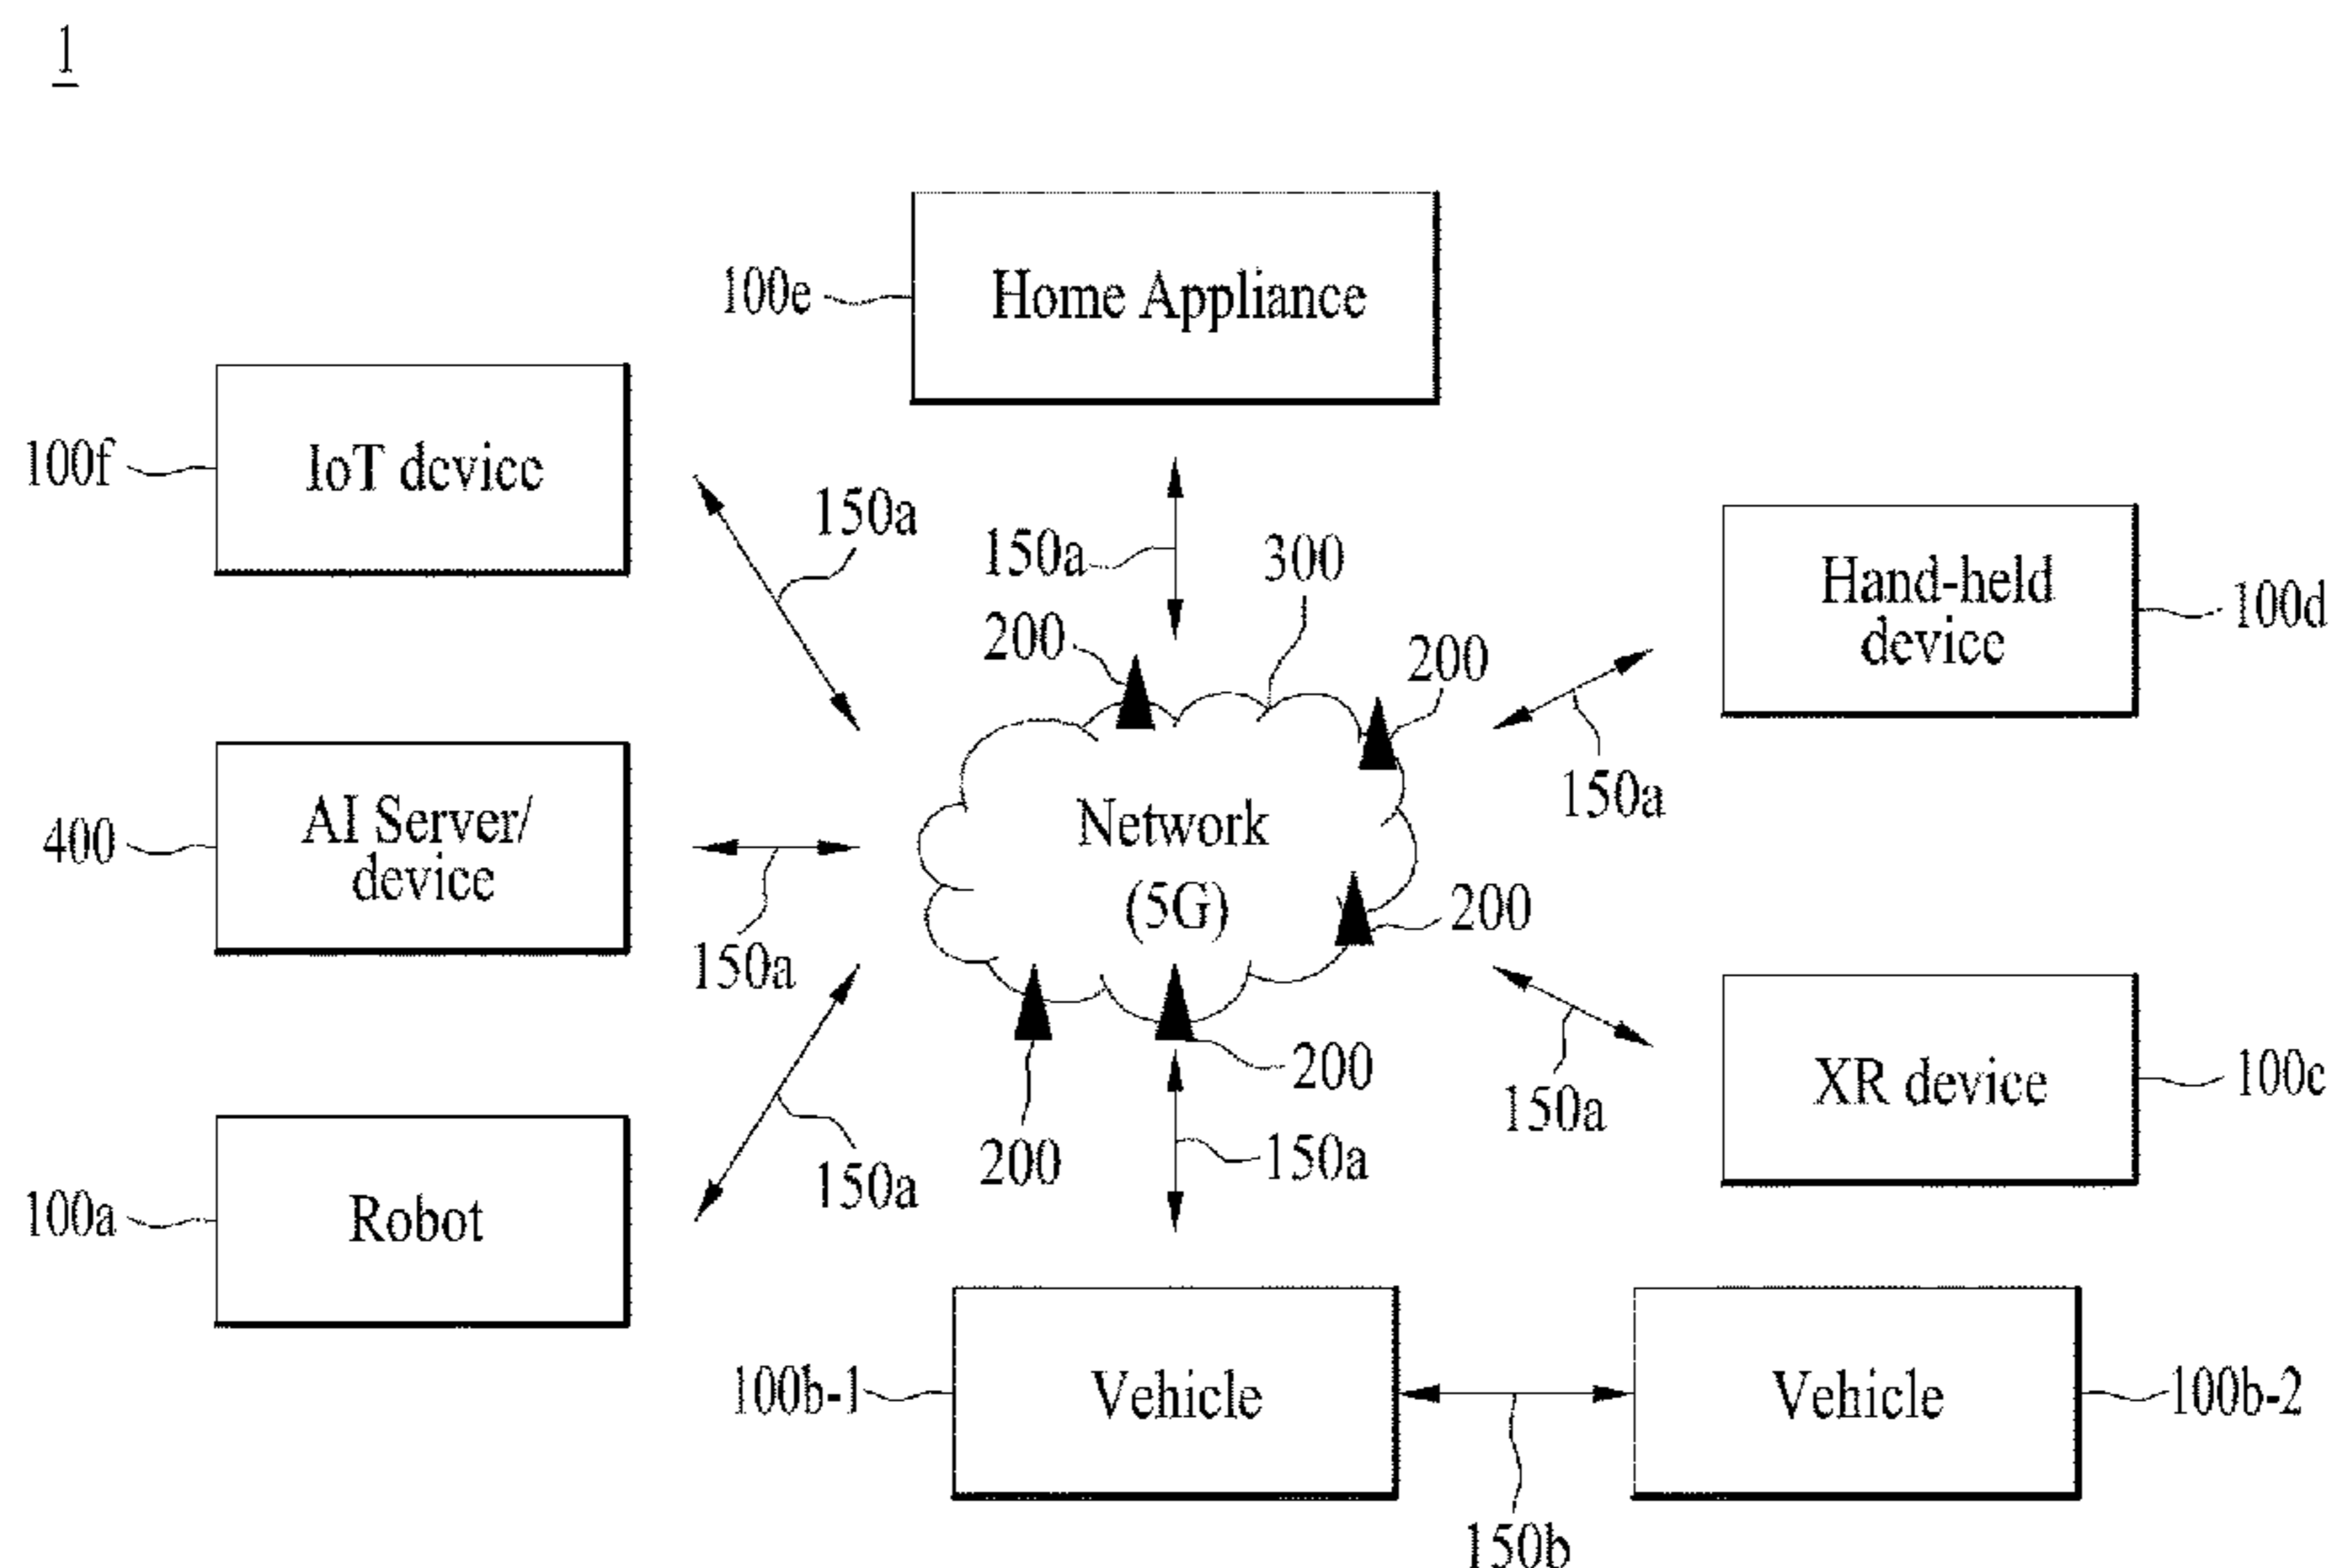 1
100e
Home Appliance
100f
IoT device
150a
150a
300
Hand-held
device
100d
200
200
150a
400
AI Server/
device
Network
(5G)
200
150a
100a
Robot
150a
200
200
150a
150a
XR device
100c
100b-1
Vehicle
Vehicle
100b-2
150b